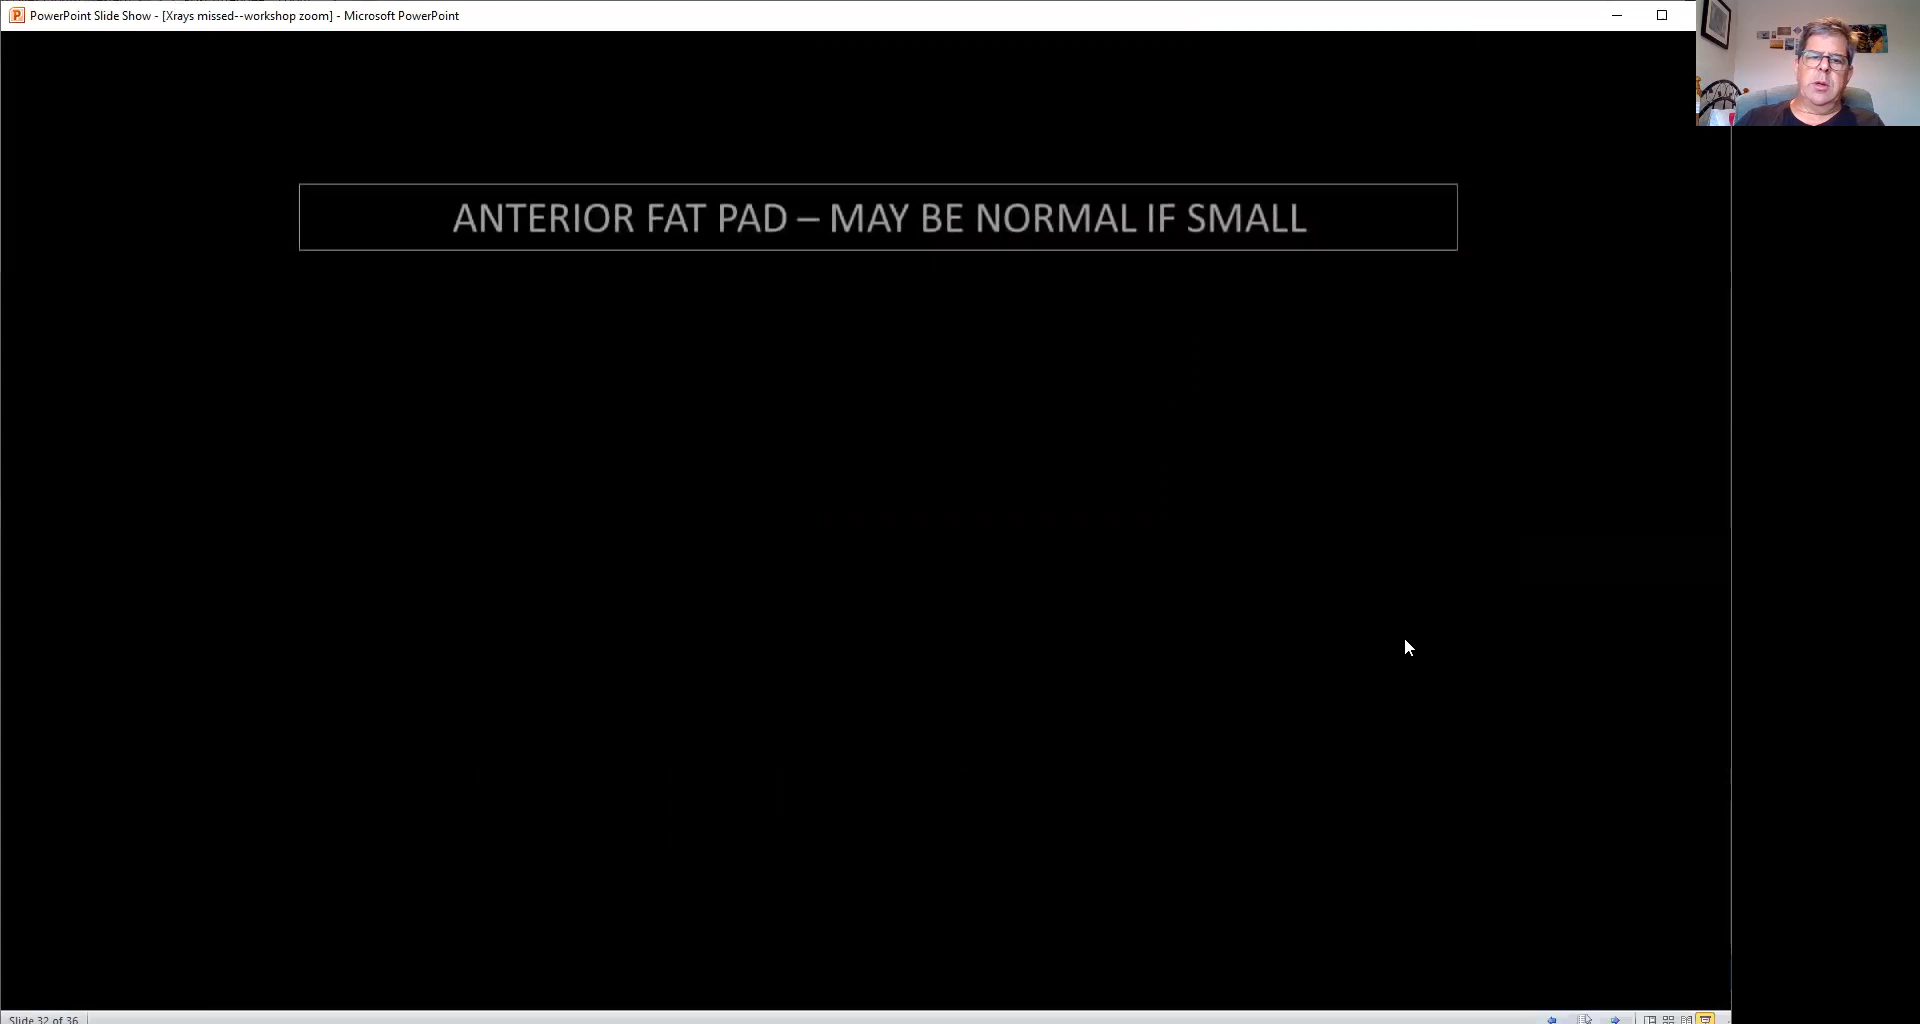 PowerPoint Slide Show - [Xrays missed--workshop zoom] - Microsoft PowerPoint
ANTERIOR FAT PAD – MAY BE NORMAL IF SMALL
Slide 32 of 36